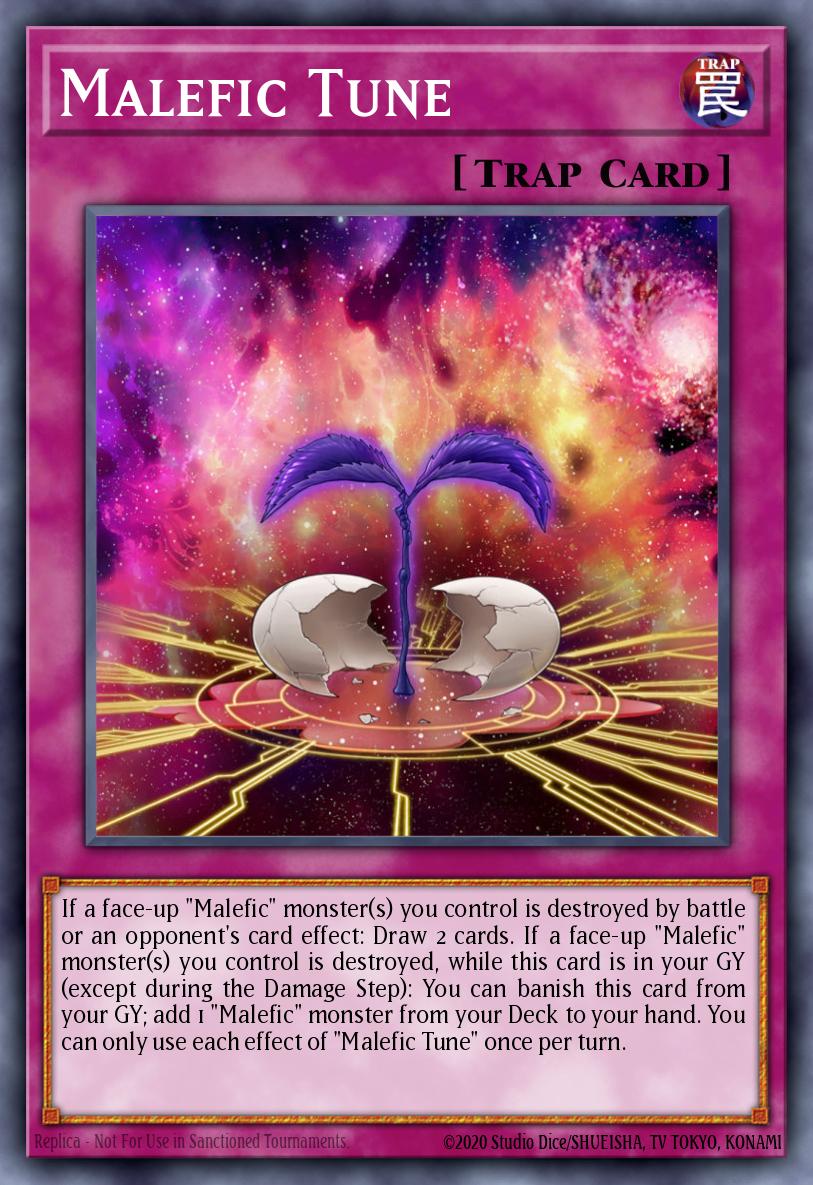 Malefic Tune
TRAP
罠
[Trap Card]
If a face-up "Malefic" monster(s) you control is destroyed by battle
or an opponent's card effect: Draw 2 cards. If a face-up "Malefic"
monster(s) you control is destroyed, while this card is in your GY
(except during the Damage Step): You can banish this card from
your GY; add 1 "Malefic" monster from your Deck to your hand. You
can only use each effect of "Malefic Tune" once per turn.
Replica - Not For Use in Sanctioned Tournaments.
©2020 Studio Dice/SHUEISHA, TV TOKYO, KONAMI